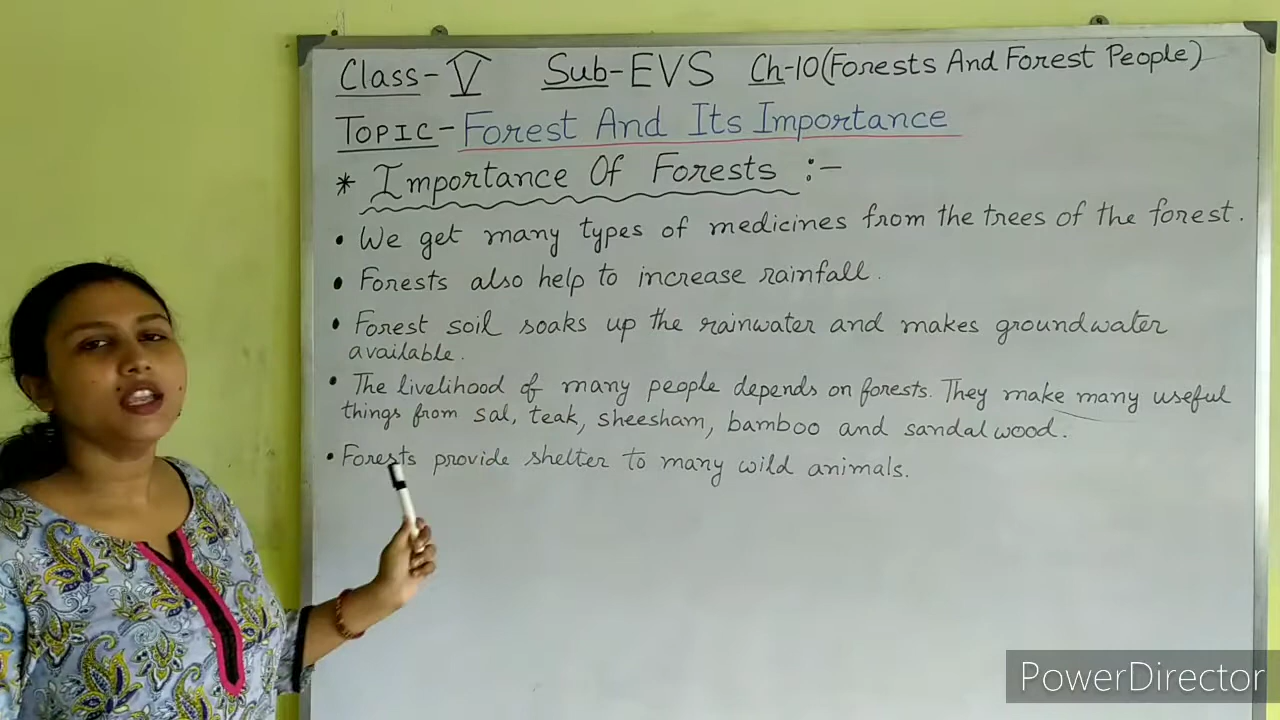 Class-V Sub-EVS Ch-10(Forests And Forest People)
TOPIC-Forest And Its Importance
* Importance Of Forests :-
• We get many types of medicines from the trees of the forest.
• Forests also help to increase rainfall.
• Forest soil soaks up the rainwater and makes groundwater
available.
• The livelihood of many people depends on forests. They make many useful
things from sal, teak, sheesham, bamboo and sandalwood.
• Forests provide shelter to many wild animals.
PowerDirector